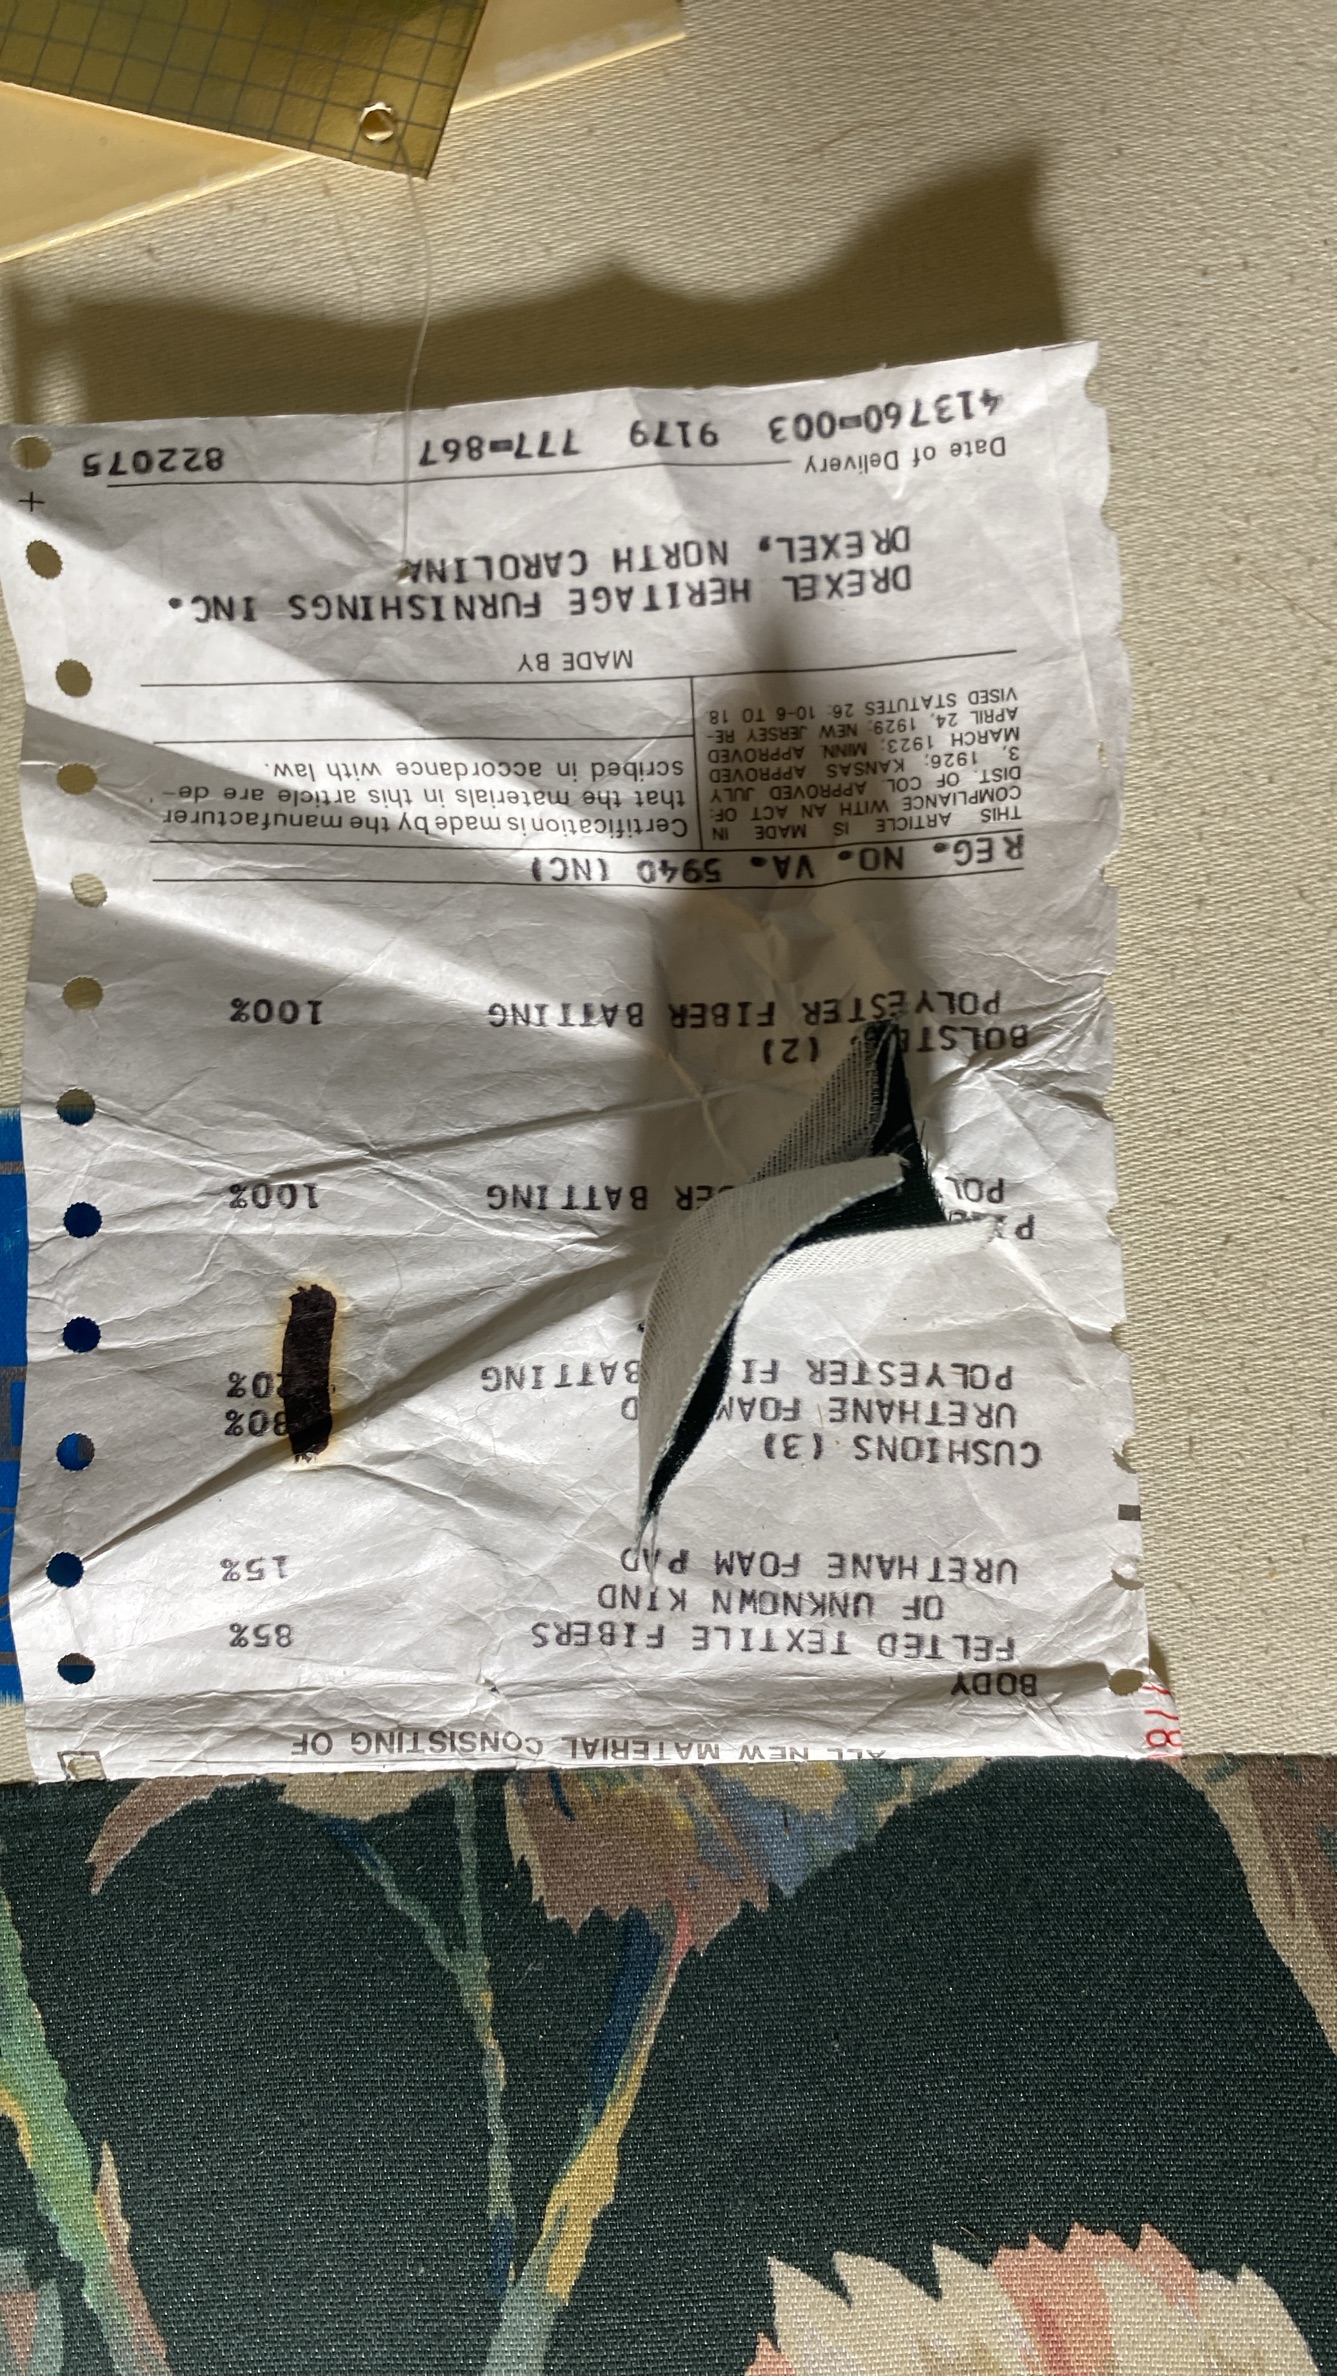 ALL NEW MATERIAL CONSISTING OF
BODY
FELTED TEXTILE FIBERS 85%
OF UNKNOWN KIND
URETHANE FOAM PAD 15%
CUSHIONS (3)
URETHANE FOAM 80%
POLYESTER BATTING 20%
BATTING 100%
(2)
POLYESTER FIBER BATTING 100%
REG. NO. VA. 5940 (NC)
THIS ARTICLE IS MADE IN
COMPLIANCE WITH AN ACT OF:
DIST. OF COL. APPROVED JULY
3, 1926; KANSAS APPROVED
MARCH 1923; MINN. APPROVED
APRIL 24, 1929; NEW JERSEY RE-
VISED STATUTES 26: 10-6 TO 18
Certification is made by the manufacturer
that the materials in this article are de-
scribed in accordance with law.
MADE BY
DREXEL HERITAGE FURNISHINGS INC.
DREXEL, NORTH CAROLINA
Date of Delivery
413760-003 9179 777-867 822075